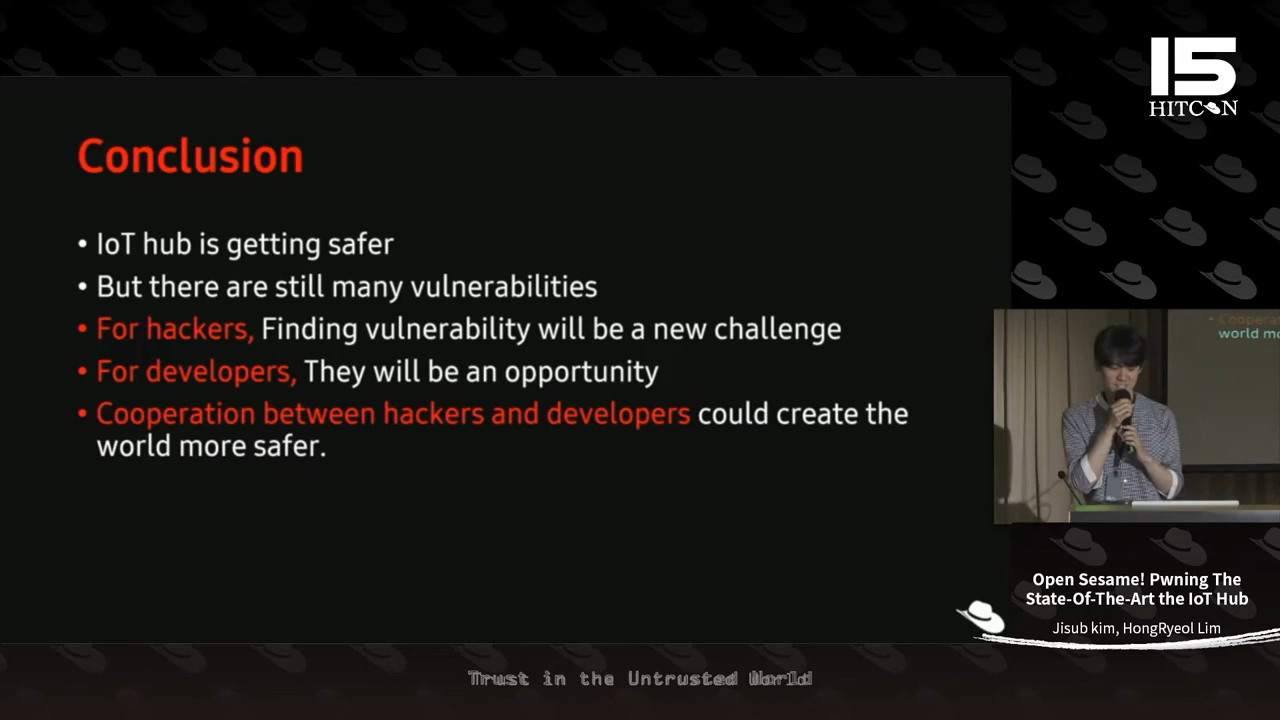 15
HITCON
Conclusion
• IoT hub is getting safer
• But there are still many vulnerabilities
• For hackers, Finding vulnerability will be a new challenge
• For developers, They will be an opportunity
• Cooperation between hackers and developers could create the
world more safer.
• Cooperat
world mo
Open Sesame! Pwning The
State-Of-The-Art the IoT Hub
Jisub kim, HongRyeol Lim
Trust in the Untrusted World